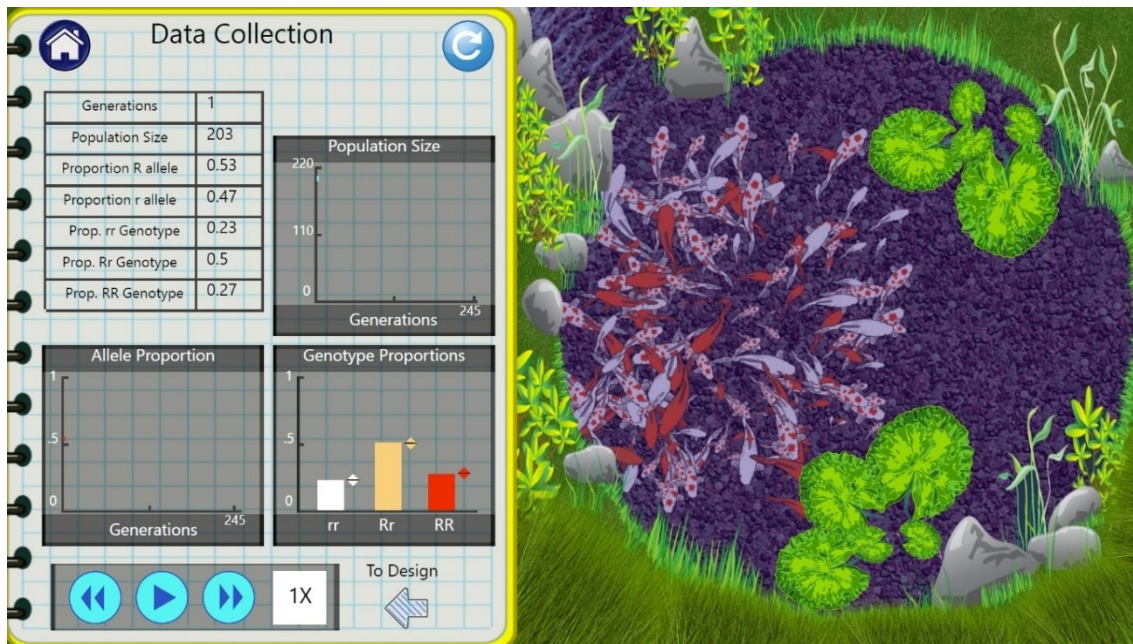 Data Collection
Generations 1
Population Size 203
Proportion R allele 0.53
Proportion r allele 0.47
Prop. rr Genotype 0.23
Prop. Rr Genotype 0.5
Prop. RR Genotype 0.27
Population Size
220
110
0
245
Generations
Allele Proportion
1
.5
0
245
Generations
Genotype Proportions
1
.5
0
rr Rr RR
1X
To Design